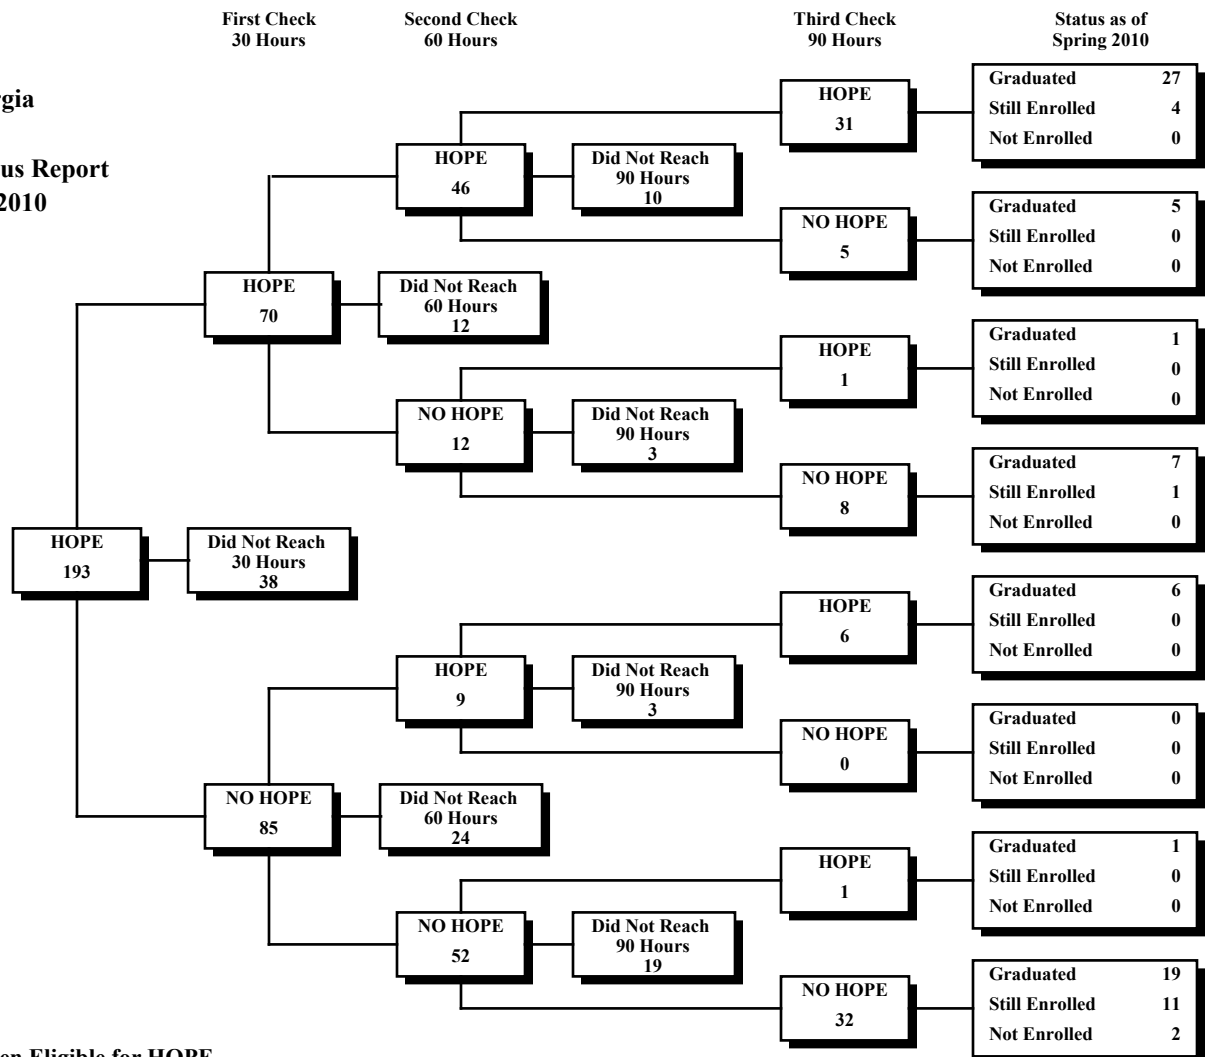 First Check
30 Hours
Second Check
60 Hours
Third Check
90 Hours
Status as of
Spring 2010
rgia
us Report
2010
HOPE
193
Did Not Reach
30 Hours
38
HOPE
70
Did Not Reach
60 Hours
12
NO HOPE
85
Did Not Reach
60 Hours
24
HOPE
46
Did Not Reach
90 Hours
10
NO HOPE
12
Did Not Reach
90 Hours
3
HOPE
9
Did Not Reach
90 Hours
3
NO HOPE
52
Did Not Reach
90 Hours
19
HOPE
31
Graduated 27
Still Enrolled 4
Not Enrolled 0
NO HOPE
5
Graduated 5
Still Enrolled 0
Not Enrolled 0
HOPE
1
Graduated 1
Still Enrolled 0
Not Enrolled 0
NO HOPE
8
Graduated 7
Still Enrolled 1
Not Enrolled 0
HOPE
6
Graduated 6
Still Enrolled 0
Not Enrolled 0
NO HOPE
0
Graduated 0
Still Enrolled 0
Not Enrolled 0
HOPE
1
Graduated 1
Still Enrolled 0
Not Enrolled 0
NO HOPE
32
Graduated 19
Still Enrolled 11
Not Enrolled 2
en Eligible for HOPE